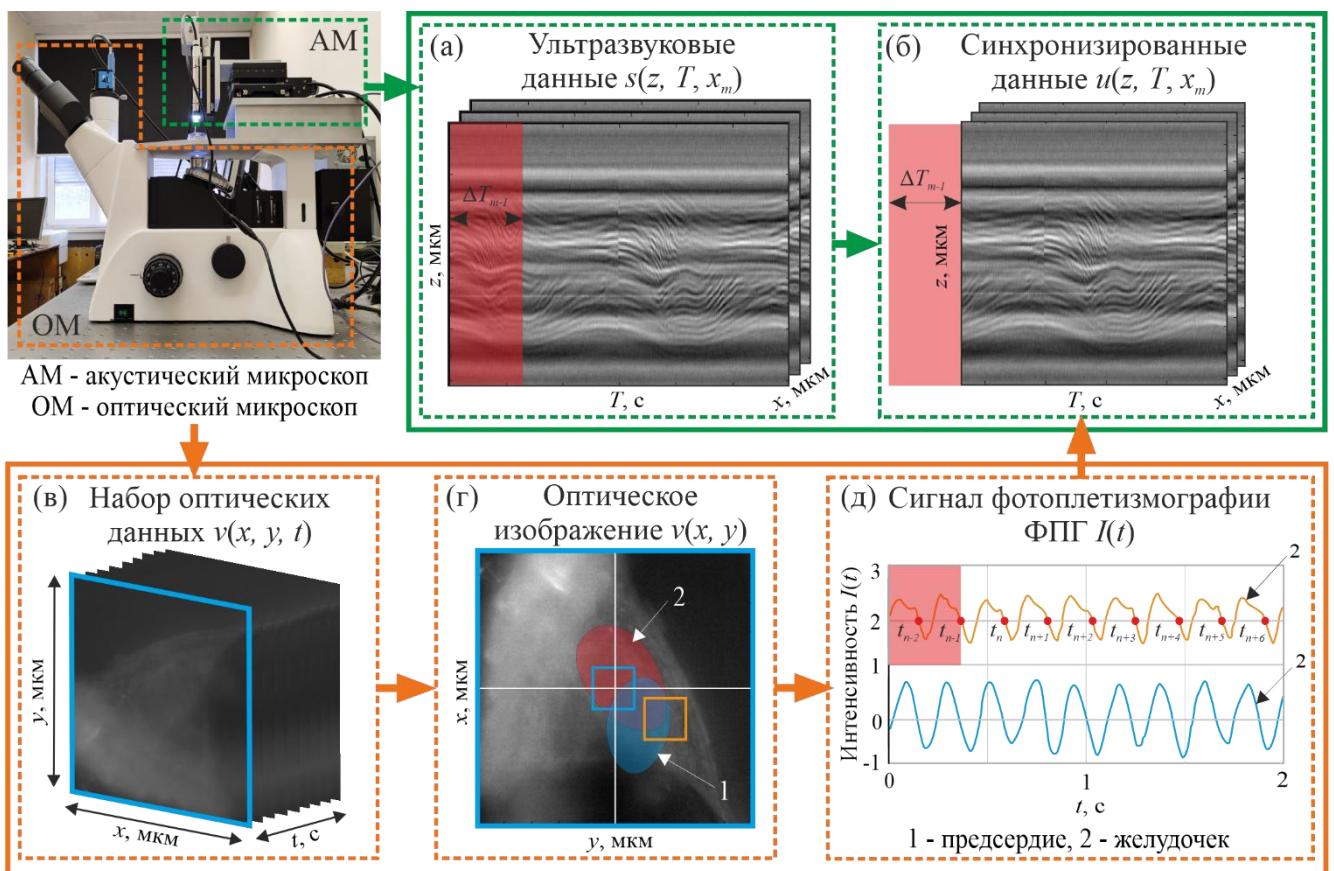 АМ
ОМ
АМ - акустический микроскоп
ОМ - оптический микроскоп
(а) Ультразвуковые
данные s(z, T, xₘ)
ΔTₘ₋₁
z, мкм
T, с
x, мкм
(б) Синхронизированные
данные u(z, T, xₘ)
ΔTₘ₋₁
z, мкм
T, с
x, мкм
(в) Набор оптических
данных v(x, y, t)
y, мкм
x, мкм
t, с
(г) Оптическое
изображение v(x, y)
2
1
x, мкм
y, мкм
(д) Сигнал фотоплетизмографии
ФПГ I(t)
Интенсивность I(t)
3
2
1
0
-1
2
tₙ₋₂ tₙ₋₁ tₙ tₙ₊₁ tₙ₊₂ tₙ₊₃ tₙ₊₄ tₙ₊₅ tₙ₊₆
2
0 1 2
t, с
1 - предсердие, 2 - желудочек